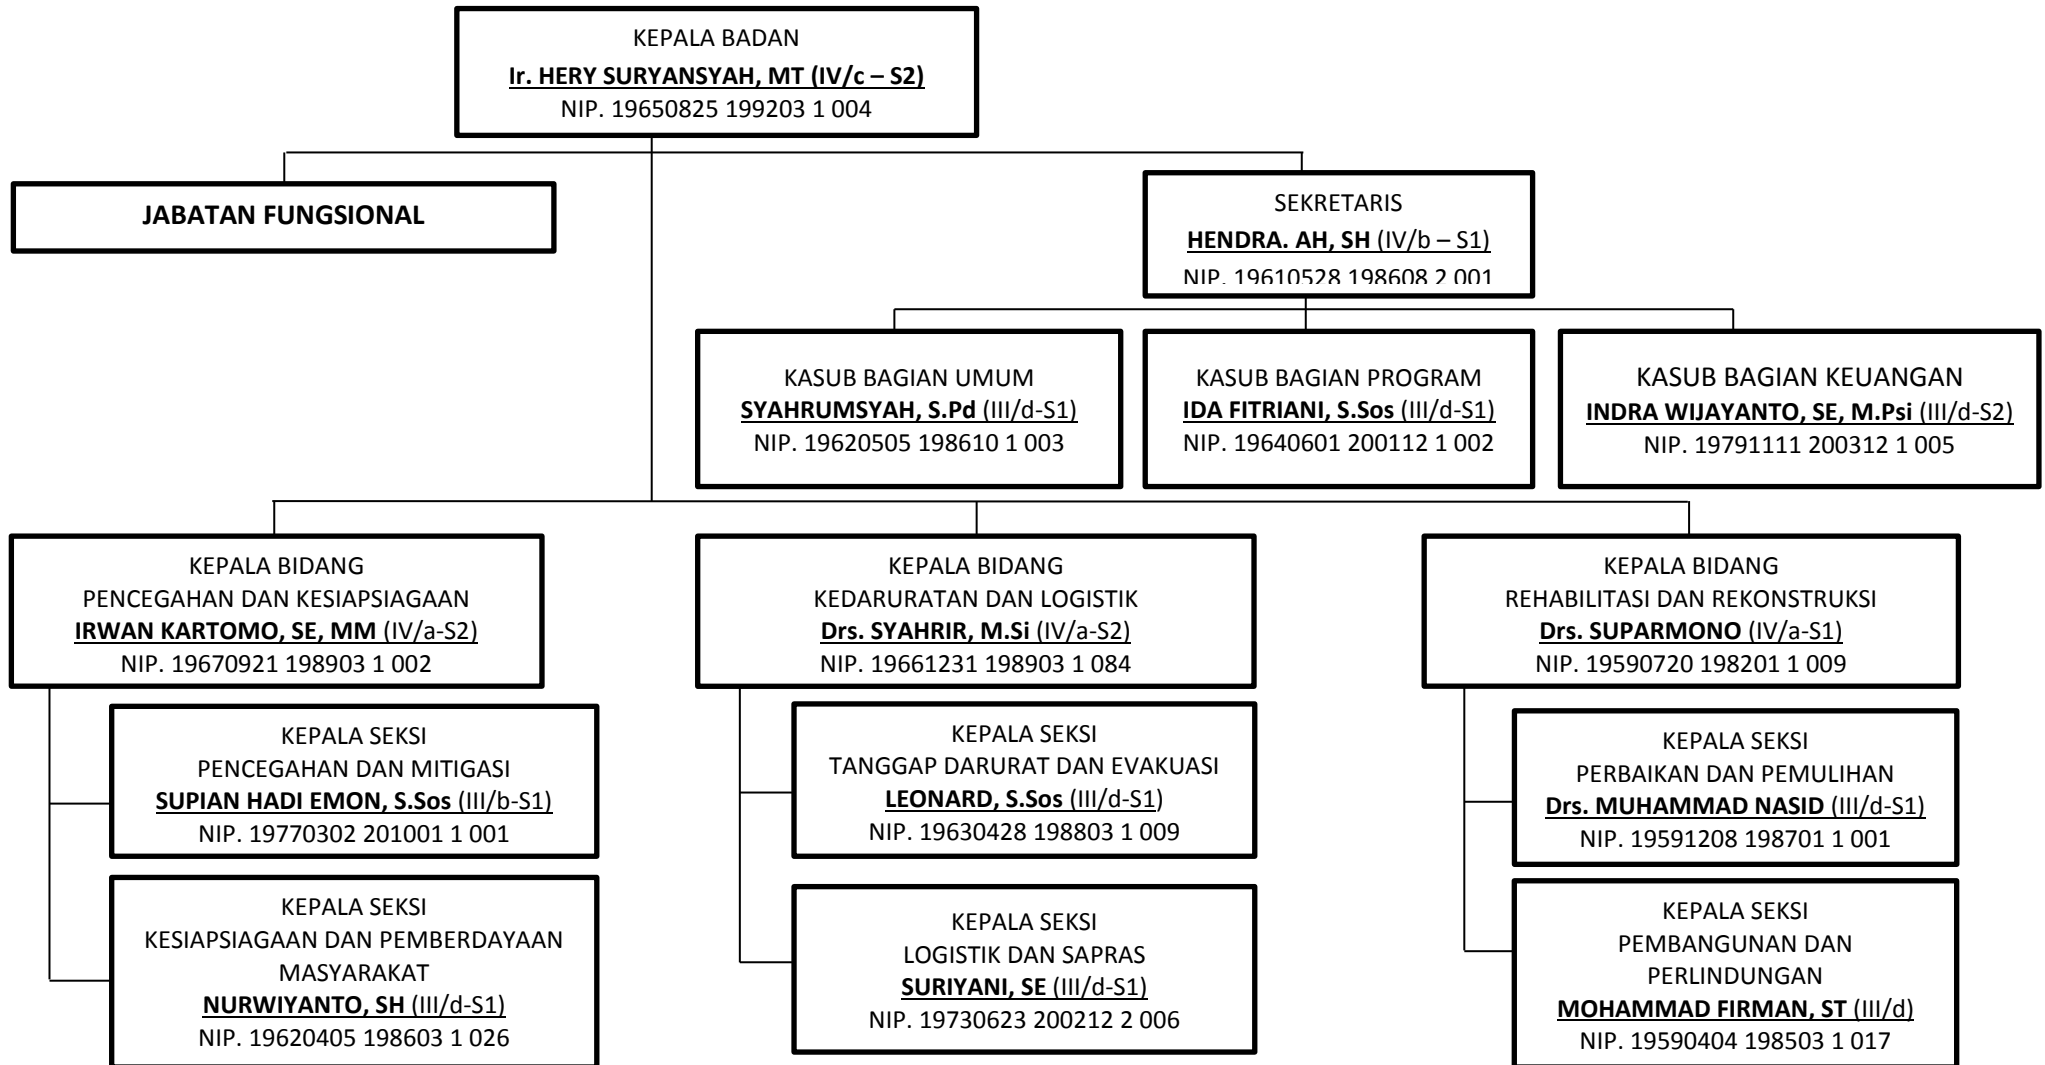 KEPALA BADAN
Ir. HERY SURYANSYAH, MT (IV/c – S2)
NIP. 19650825 199203 1 004
JABATAN FUNGSIONAL
SEKRETARIS
HENDRA. AH, SH (IV/b – S1)
NIP. 19610528 198608 2 001
KASUB BAGIAN UMUM
SYAHRUMSYAH, S.Pd (III/d-S1)
NIP. 19620505 198610 1 003
KASUB BAGIAN PROGRAM
IDA FITRIANI, S.Sos (III/d-S1)
NIP. 19640601 200112 1 002
KASUB BAGIAN KEUANGAN
INDRA WIJAYANTO, SE, M.Psi (III/d-S2)
NIP. 19791111 200312 1 005
KEPALA BIDANG
PENCEGAHAN DAN KESIAPSIAGAAN
IRWAN KARTOMO, SE, MM (IV/a-S2)
NIP. 19670921 198903 1 002
KEPALA BIDANG
KEDARURATAN DAN LOGISTIK
Drs. SYAHRIR, M.Si (IV/a-S2)
NIP. 19661231 198903 1 084
KEPALA BIDANG
REHABILITASI DAN REKONSTRUKSI
Drs. SUPARMONO (IV/a-S1)
NIP. 19590720 198201 1 009
KEPALA SEKSI
PENCEGAHAN DAN MITIGASI
SUPIAN HADI EMON, S.Sos (III/b-S1)
NIP. 19770302 201001 1 001
KEPALA SEKSI
TANGGAP DARURAT DAN EVAKUASI
LEONARD, S.Sos (III/d-S1)
NIP. 19630428 198803 1 009
KEPALA SEKSI
PERBAIKAN DAN PEMULIHAN
Drs. MUHAMMAD NASID (III/d-S1)
NIP. 19591208 198701 1 001
KEPALA SEKSI
KESIAPSIAGAAN DAN PEMBERDAYAAN
MASYARAKAT
NURWIYANTO, SH (III/d-S1)
NIP. 19620405 198603 1 026
KEPALA SEKSI
LOGISTIK DAN SAPRAS
SURIYANI, SE (III/d-S1)
NIP. 19730623 200212 2 006
KEPALA SEKSI
PEMBANGUNAN DAN
PERLINDUNGAN
MOHAMMAD FIRMAN, ST (III/d)
NIP. 19590404 198503 1 017